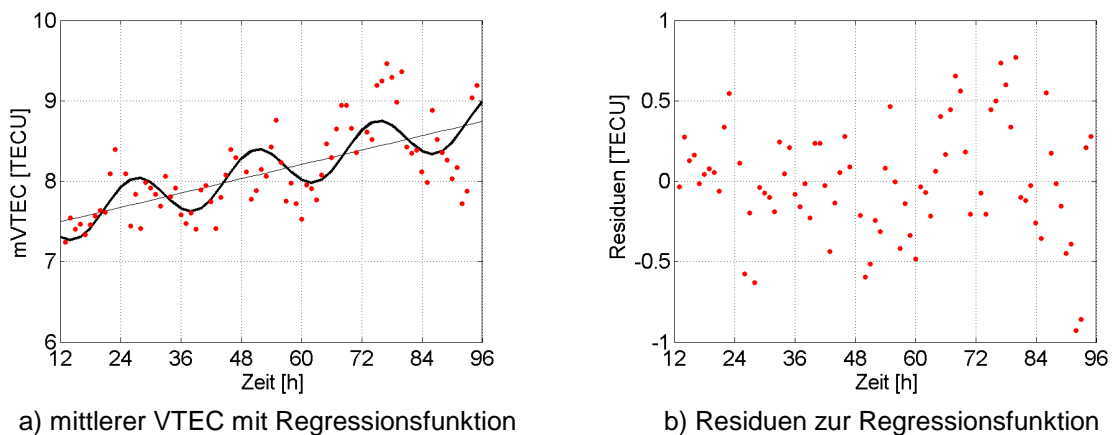 10
9
8
7
6
mVTEC [TECU]
12 24 36 48 60 72 84 96
Zeit [h]
a) mittlerer VTEC mit Regressionsfunktion
1
0.5
0
-0.5
-1
Residuen [TECU]
12 24 36 48 60 72 84 96
Zeit [h]
b) Residuen zur Regressionsfunktion